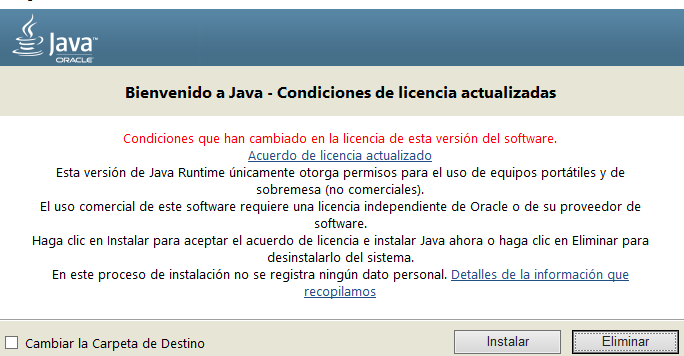 Java™
ORACLE
Bienvenido a Java - Condiciones de licencia actualizadas
Condiciones que han cambiado en la licencia de esta versión del software.
Acuerdo de licencia actualizado
Esta versión de Java Runtime únicamente otorga permisos para el uso de equipos portátiles y de
sobremesa (no comerciales).
El uso comercial de este software requiere una licencia independiente de Oracle o de su proveedor de
software.
Haga clic en Instalar para aceptar el acuerdo de licencia e instalar Java ahora o haga clic en Eliminar para
desinstalarlo del sistema.
En este proceso de instalación no se registra ningún dato personal. Detalles de la información que
recopilamos
Cambiar la Carpeta de Destino
Instalar
Eliminar